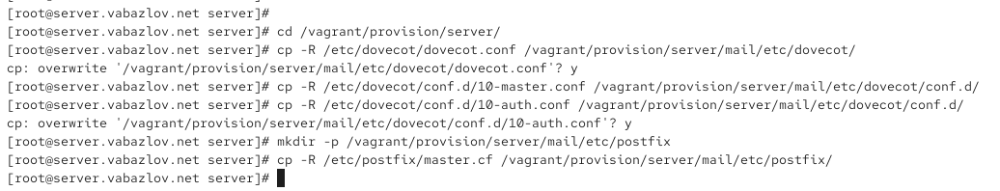 [root@server.vabazlov.net server]#
[root@server.vabazlov.net server]# cd /vagrant/provision/server/
[root@server.vabazlov.net server]# cp -R /etc/dovecot/dovecot.conf /vagrant/provision/server/mail/etc/dovecot/
cp: overwrite '/vagrant/provision/server/mail/etc/dovecot/dovecot.conf'? y
[root@server.vabazlov.net server]# cp -R /etc/dovecot/conf.d/10-master.conf /vagrant/provision/server/mail/etc/dovecot/conf.d/
[root@server.vabazlov.net server]# cp -R /etc/dovecot/conf.d/10-auth.conf /vagrant/provision/server/mail/etc/dovecot/conf.d/
cp: overwrite '/vagrant/provision/server/mail/etc/dovecot/conf.d/10-auth.conf'? y
[root@server.vabazlov.net server]# mkdir -p /vagrant/provision/server/mail/etc/postfix
[root@server.vabazlov.net server]# cp -R /etc/postfix/master.cf /vagrant/provision/server/mail/etc/postfix/
[root@server.vabazlov.net server]#